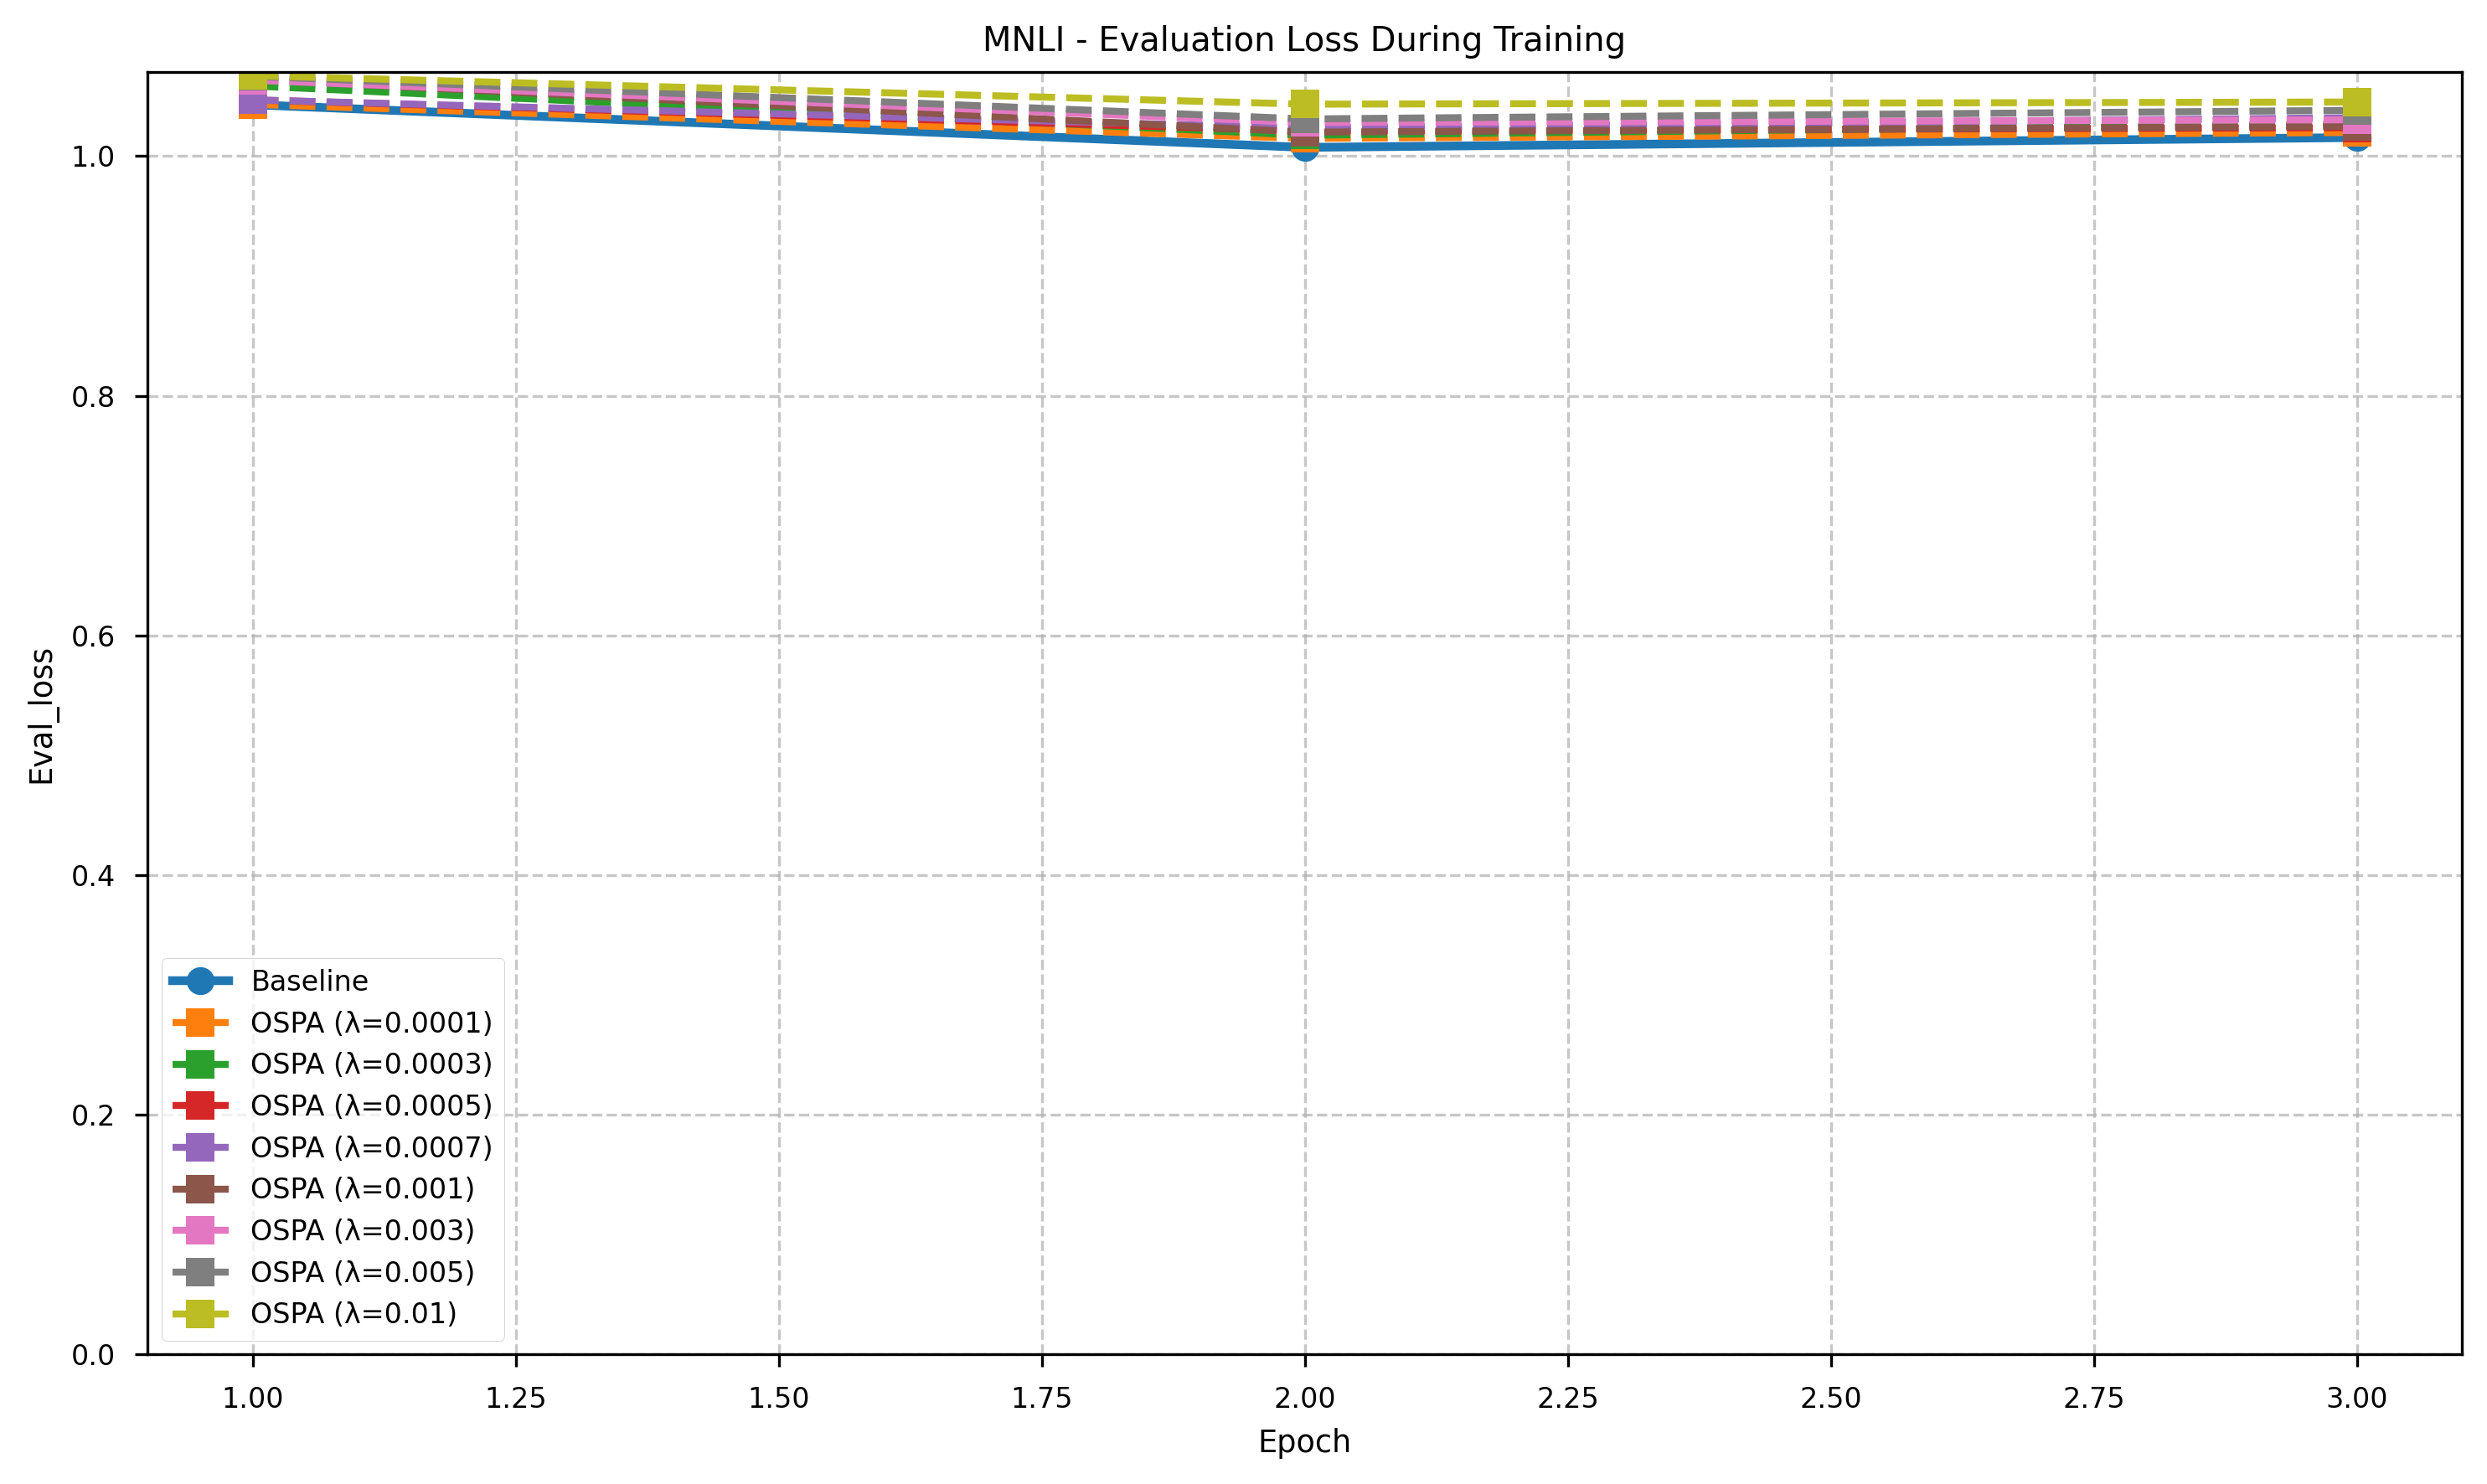 MNLI - Evaluation Loss During Training
Eval_loss
1.0
0.8
0.6
0.4
0.2
0.0
Baseline
OSPA (λ=0.0001)
OSPA (λ=0.0003)
OSPA (λ=0.0005)
OSPA (λ=0.0007)
OSPA (λ=0.001)
OSPA (λ=0.003)
OSPA (λ=0.005)
OSPA (λ=0.01)
1.00 1.25 1.50 1.75 2.00 2.25 2.50 2.75 3.00
Epoch